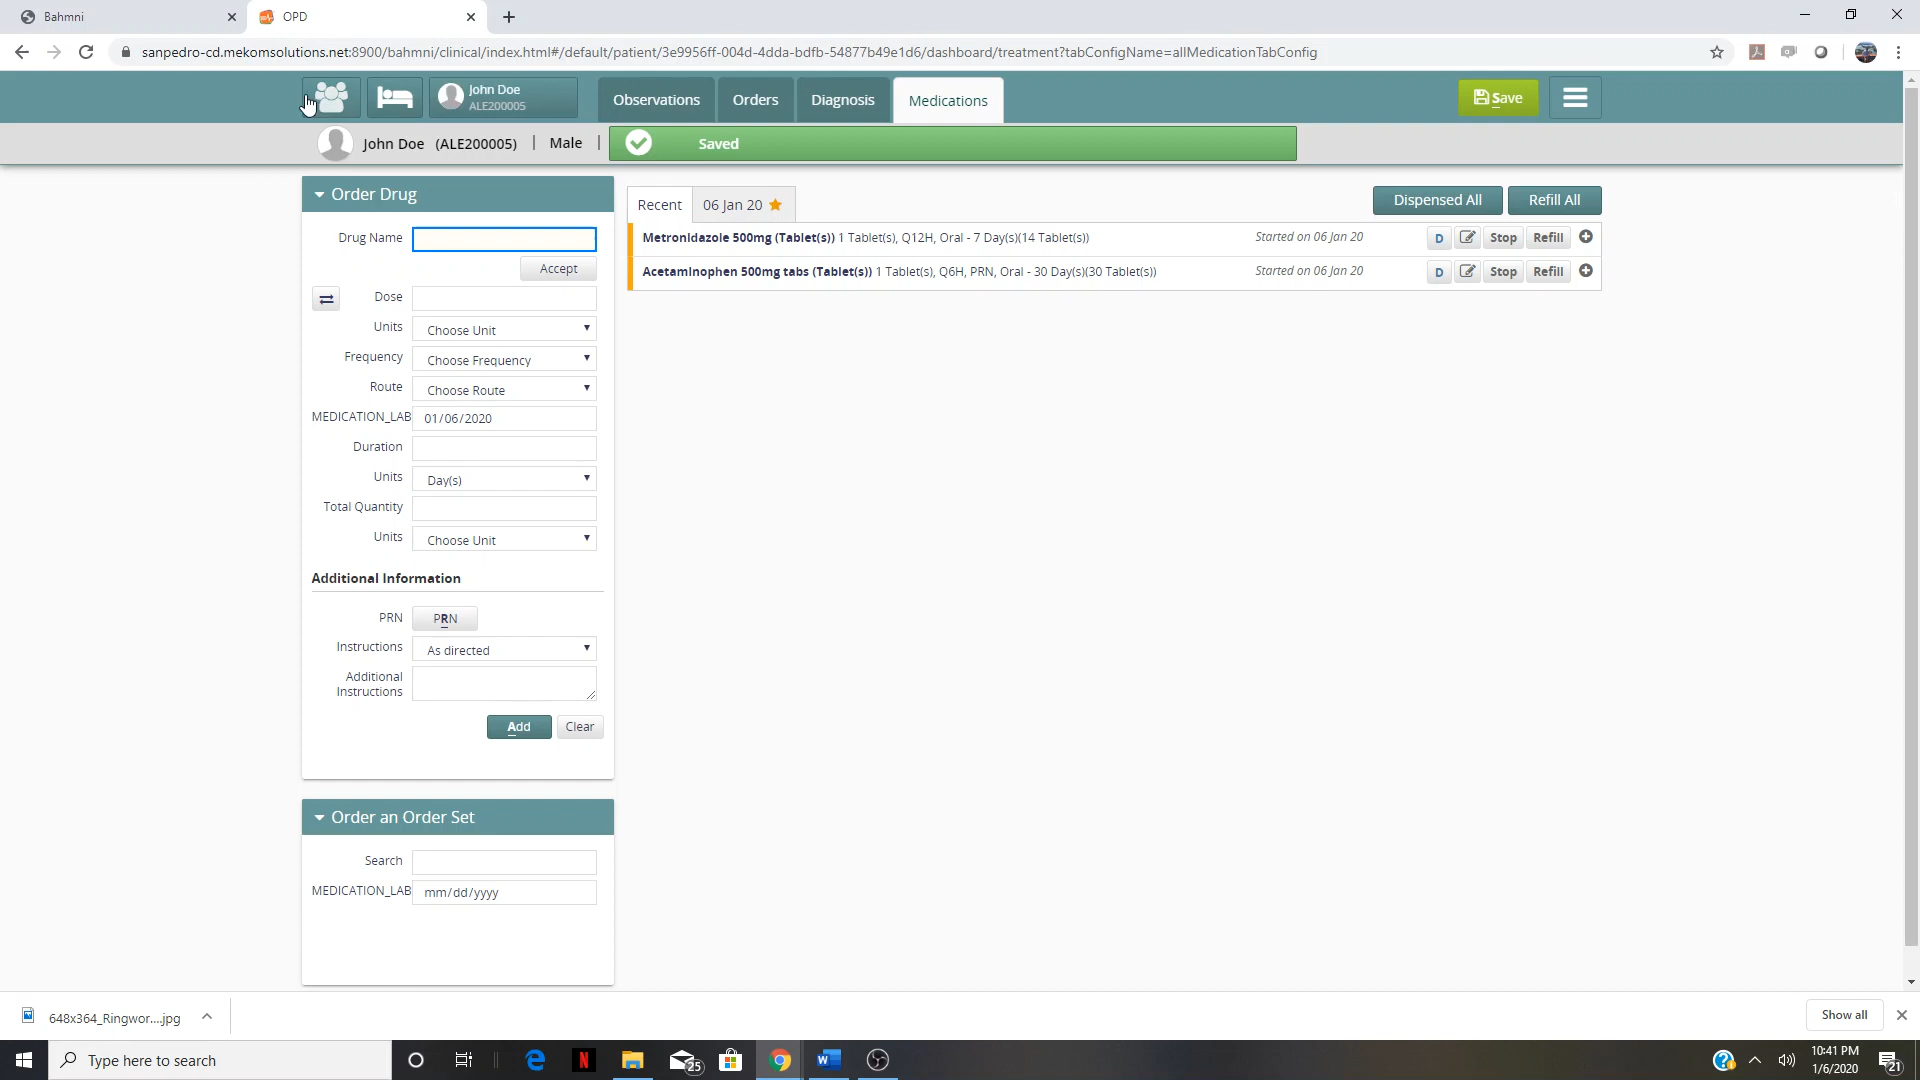 Bahmni
OPD
sanpedro-cd.mekomsolutions.net:8900/bahmni/clinical/index.html#/default/patient/3e9956ff-004d-4dda-bdfb-54877b49e1d6/dashboard/treatment?tabConfigName=allMedicationTabConfig
John Doe
ALE200005
Observations
Orders
Diagnosis
Medications
Save
John Doe (ALE200005) | Male |
Saved
Order Drug
Drug Name
Accept
Dose
Units Choose Unit
Frequency Choose Frequency
Route Choose Route
MEDICATION_LAB 01/06/2020
Duration
Units Day(s)
Total Quantity
Units Choose Unit
Additional Information
PRN PRN
Instructions As directed
Additional
Instructions
Add Clear
Order an Order Set
Search
MEDICATION_LAB mm/dd/yyyy
Recent 06 Jan 20
Dispensed All Refill All
Metronidazole 500mg (Tablet(s)) 1 Tablet(s), Q12H, Oral - 7 Day(s)(14 Tablet(s)) Started on 06 Jan 20 D Stop Refill
Acetaminophen 500mg tabs (Tablet(s)) 1 Tablet(s), Q6H, PRN, Oral - 30 Day(s)(30 Tablet(s)) Started on 06 Jan 20 D Stop Refill
648x364_Ringwor....jpg
Show all
Type here to search
25
10:41 PM
1/6/2020
21